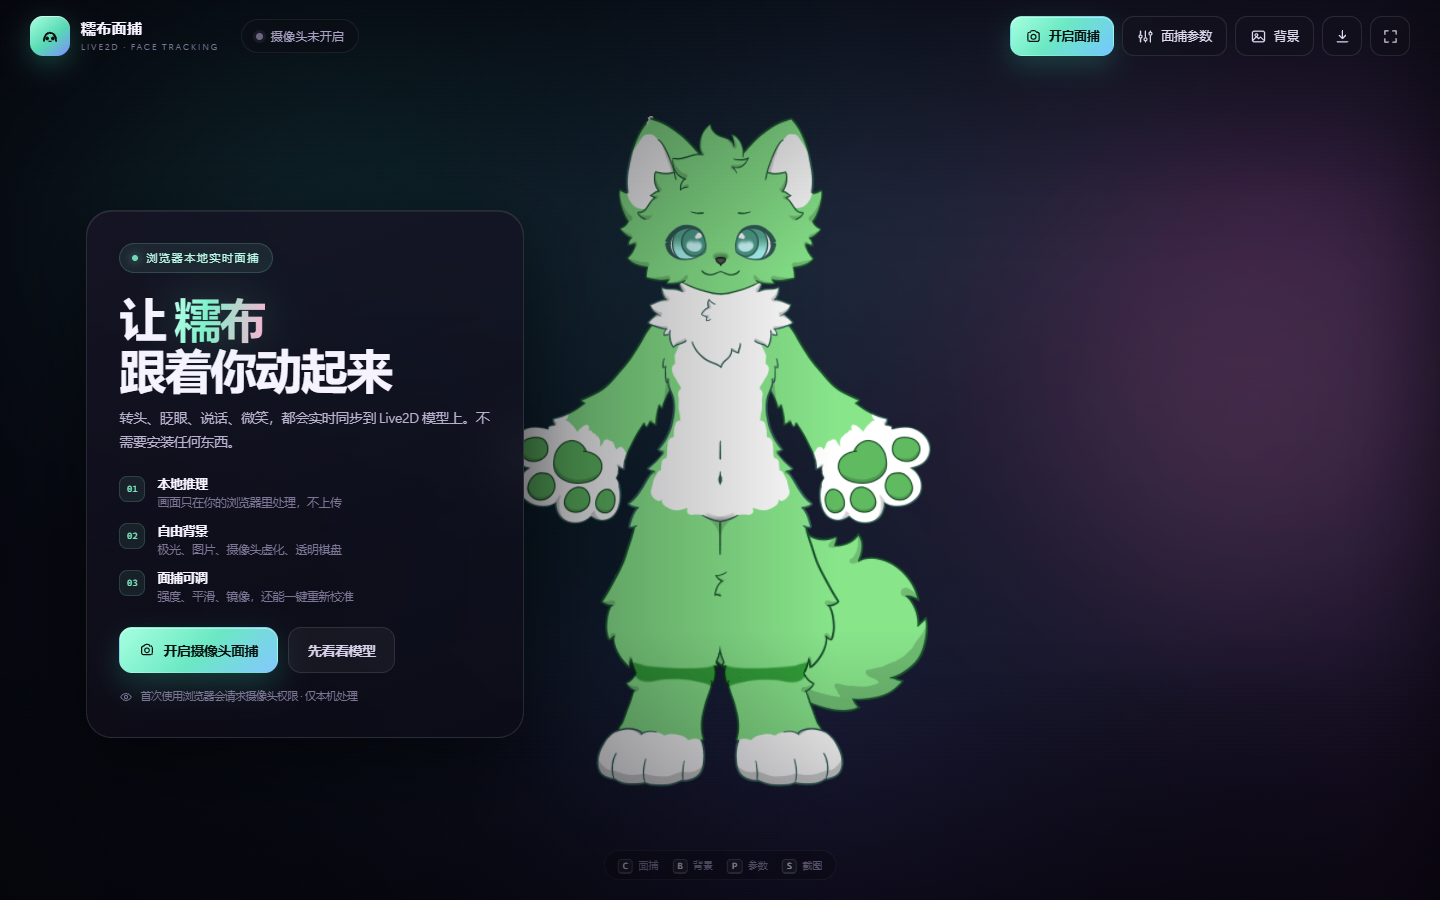 糯布面捕
LIVE2D · FACE TRACKING
摄像头未开启
开启面捕
面捕参数
背景
浏览器本地实时面捕
让 糯布
跟着你动起来
转头、眨眼、说话、微笑，都会实时同步到 Live2D 模型上。不
需要安装任何东西。
01
本地推理
画面只在你的浏览器里处理，不上传
02
自由背景
极光、图片、摄像头虚化、透明棋盘
03
面捕可调
强度、平滑、镜像，还能一键重新校准
开启摄像头面捕
先看看模型
首次使用浏览器会请求摄像头权限 · 仅本机处理
C 面捕 B 背景 P 参数 S 截图